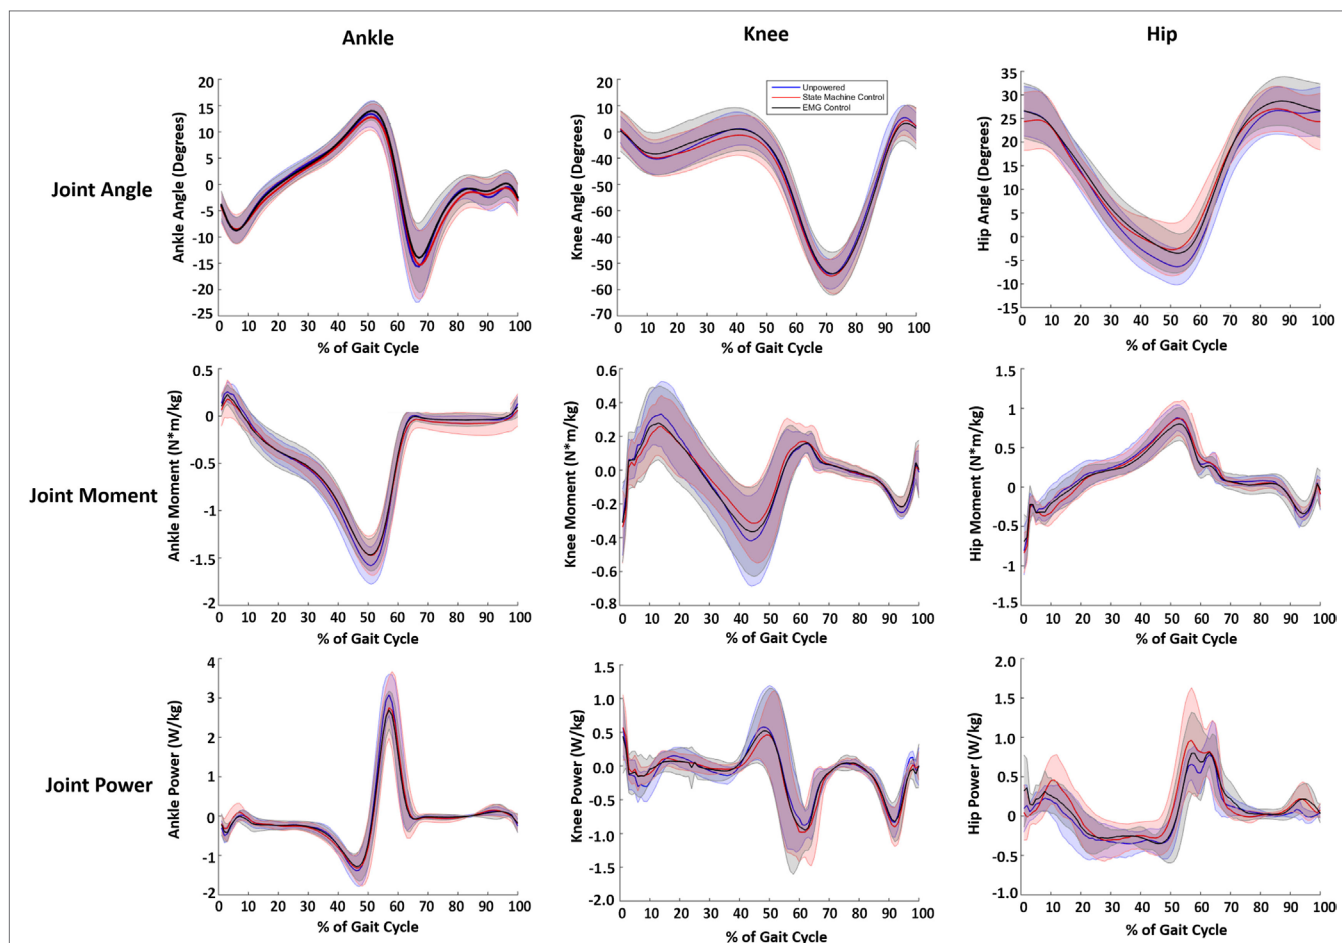 Ankle Knee Hip
Joint Angle
Ankle Angle (Degrees)
20
15
10
5
0
-5
-10
-15
-20
-25
0 10 20 30 40 50 60 70 80 90 100
% of Gait Cycle
Knee Angle (Degrees)
20
10
0
-40
-50
-60
-50
-60
-70
0 10 20 30 40 50 60 70 80 90 100
% of Gait Cycle
Unpowered
State Machine Control
EMG Control
Hip Angle (Degrees)
35
30
25
20
15
10
5
0
-5
-10
-15
0 10 20 30 40 50 60 70 80 90 100
% of Gait Cycle
Joint Moment
Ankle Moment (N*m/kg)
0.5
0
-0.5
-1
-1.5
-2
0 10 20 30 40 50 60 70 80 90 100
% of Gait Cycle
Knee Moment (N*m/kg)
0.6
0.4
0.2
0.0
-0.2
-0.4
-0.6
-0.8
0 10 20 30 40 50 60 70 80 90 100
% of Gait Cycle
Hip Moment (N*m/kg)
1.5
1
0.5
0
-0.5
-1
-1.5
0 10 20 30 40 50 60 70 80 90 100
% of Gait Cycle
Joint Power
Ankle Power (W/kg)
4
3
2
1
0
-1
-2
0 10 20 30 40 50 60 70 80 90 100
% of Gait Cycle
Knee Power (W/kg)
1.5
1.0
0.5
0.0
-0.5
-1.0
-1.5
-2.0
0 10 20 30 40 50 60 70 80 90 100
% of Gait Cycle
Hip Power (W/kg)
2.0
1.5
1.0
0.5
0
-0.5
-1.0
0 10 20 30 40 50 60 70 80 90 100
% of Gait Cycle